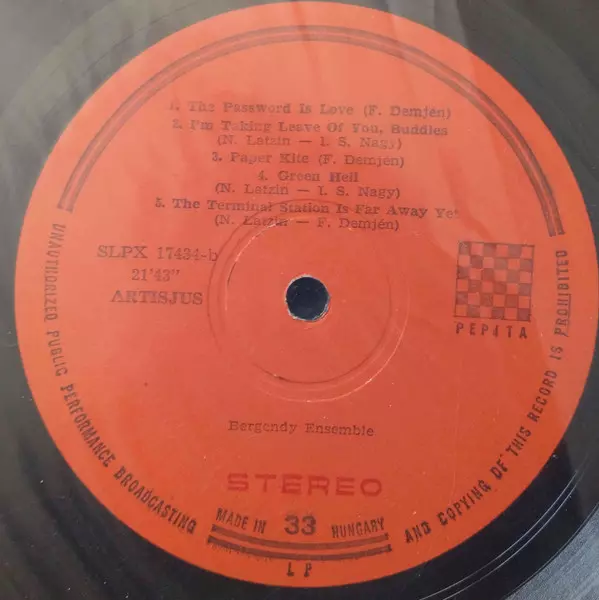 1. The Password Is Love (F. Demjén)
2. I'm Taking Leave Of You, Buddies
(N. Latzin — I. S. Nagy)
3. Paper Kite (F. Demjén)
4. Green Hell
(N. Latzin — I. S. Nagy)
5. The Terminal Station Is Far Away Yet
(N. Latzin — F. Demjén)
SLPX 17434-b
21'43"
ARTISJUS
PEPITA
Bergendy Ensemble
STEREO
UNAUTHORIZED PUBLIC PERFORMANCE BROADCASTING AND COPYING OF THIS RECORD IS PROHIBITED
MADE IN 33 HUNGARY
LP